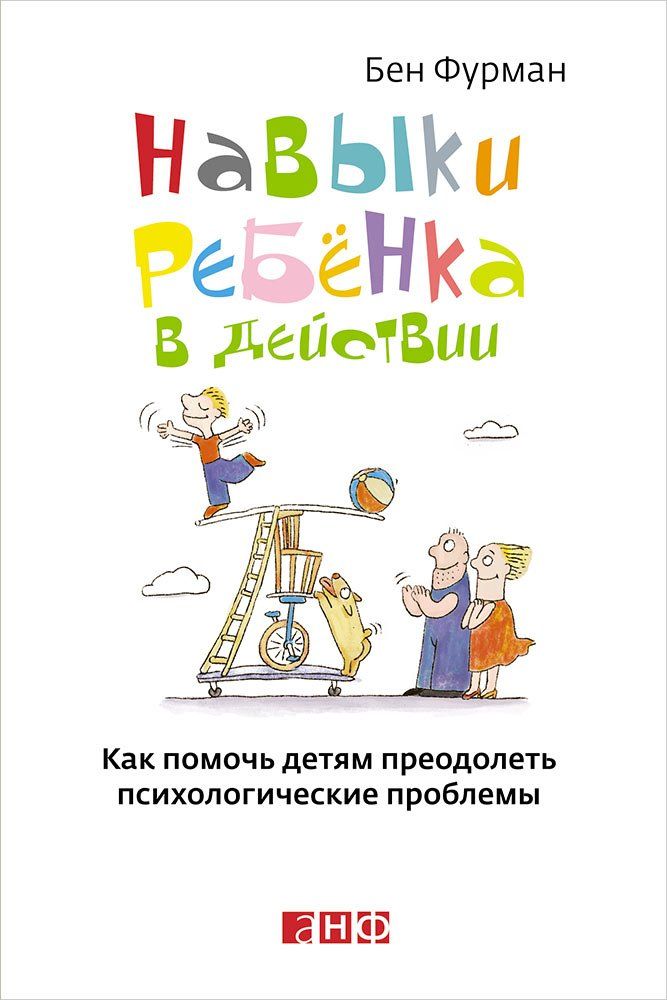 Бен Фурман
Навыки
ребёнка
в действии
Как помочь детям преодолеть
психологические проблемы
анф